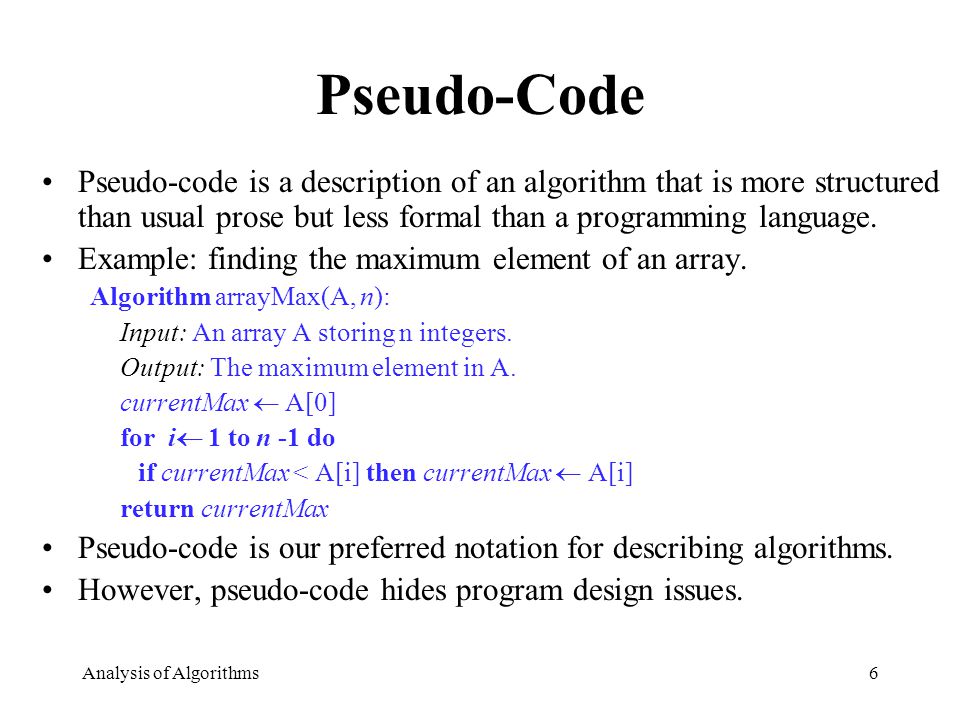 Pseudo-Code
• Pseudo-code is a description of an algorithm that is more structured
than usual prose but less formal than a programming language.
• Example: finding the maximum element of an array.
Algorithm arrayMax(A, n):
Input: An array A storing n integers.
Output: The maximum element in A.
currentMax ← A[0]
for i← 1 to n -1 do
if currentMax < A[i] then currentMax ← A[i]
return currentMax
• Pseudo-code is our preferred notation for describing algorithms.
• However, pseudo-code hides program design issues.
Analysis of Algorithms 6